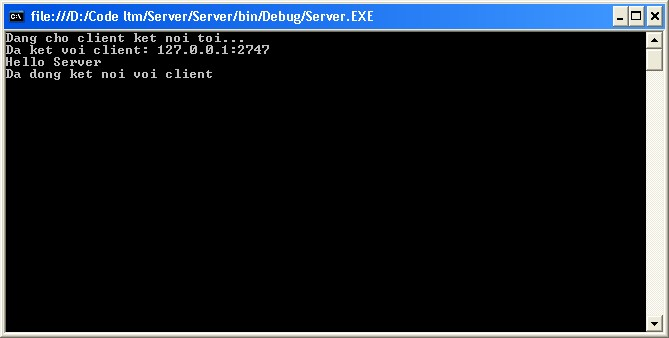 file:///D:/Code ltm/Server/Server/bin/Debug/Server.EXE
Dang cho client ket noi toi...
Da ket voi client: 127.0.0.1:2747
Hello Server
Da dong ket noi voi client